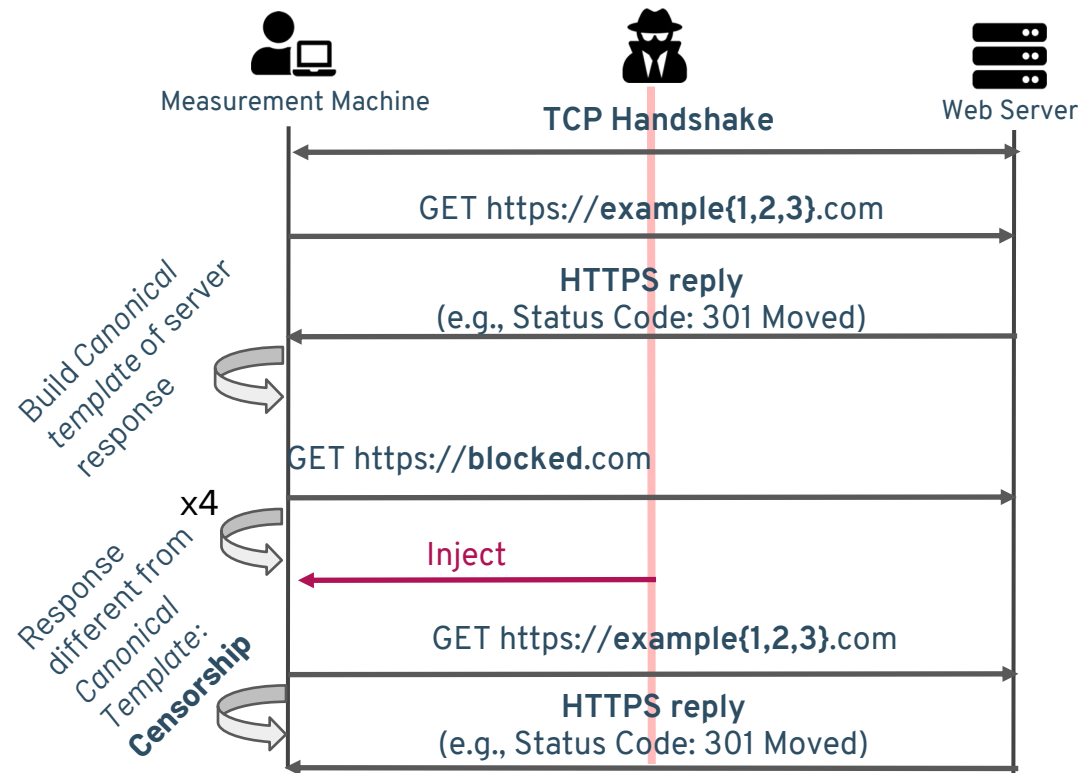 Measurement Machine
Web Server
TCP Handshake
GET https://example{1,2,3}.com
HTTPS reply
(e.g., Status Code: 301 Moved)
Build Canonical
template of server
response
GET https://blocked.com
x4
Inject
Response
different from
Canonical
Template:
Censorship
GET https://example{1,2,3}.com
HTTPS reply
(e.g., Status Code: 301 Moved)